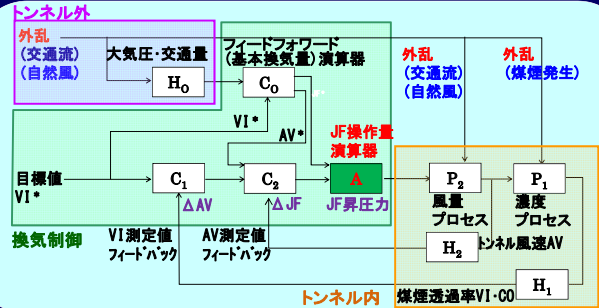 トンネル外
外乱
(交通流)
(自然風)
大気圧・交通量
H0
フィードフォワード
(基本換気量)演算器
C0
VI*
AV*
外乱
(交通流)
(自然風)
外乱
(煤煙発生)
JF操作量
演算器
目標値
VI*
C1
ΔAV
C2
ΔJF
A
JF昇圧力
P2
風量
プロセス
P1
濃度
プロセス
換気制御
VI測定値
フィードバック
AV測定値
フィードバック
H2
トンネル風速AV
H1
トンネル内
煤煙透過率VI・CO